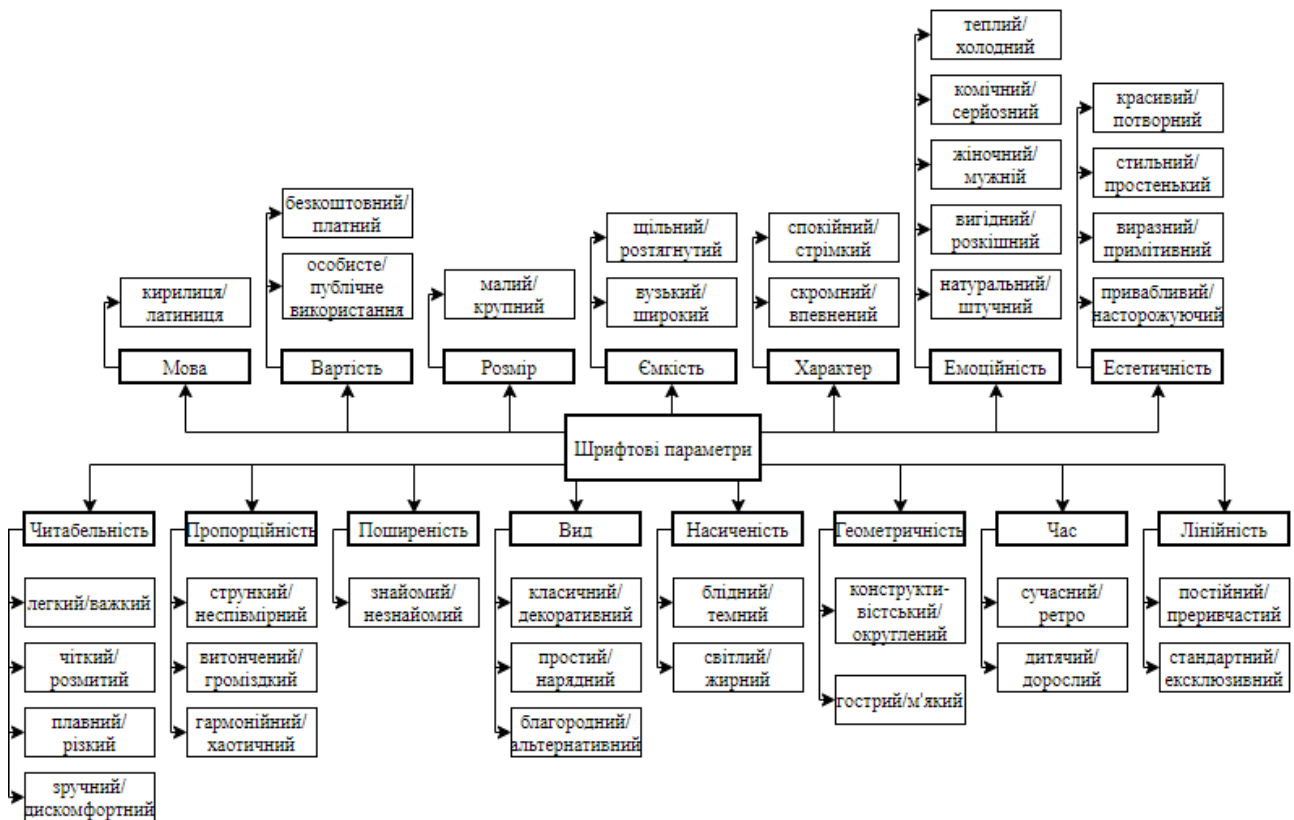 теплий/
холодний
комічний/
серйозний
жіночний/
мужній
вигідний/
розкішний
натуральний/
штучний
красивий/
потворний
стильний/
простенький
виразний/
примітивний
привабливий/
насторожуючий
безкоштовний/
платний
особисте/
публічне
використання
щільний/
розтягнутий
вузький/
широкий
спокійний/
стрімкий
скромний/
впевнений
кирилиця/
латиниця
малий/
крупний
Мова
Вартість
Розмір
Ємкість
Характер
Емоційність
Естетичність
Шрифтові параметри
Читабельність
Пропорційність
Поширеність
Вид
Насиченість
Геометричність
Час
Лінійність
легкий/важкий
чіткий/
розмитий
плавний/
різкий
зручний/
дискомфортний
стрункий/
неспівмірний
витончений/
громіздкий
гармонійний/
хаотичний
знайомий/
незнайомий
класичний/
декоративний
простий/
нарядний
благородний/
альтернативний
блідний/
темний
світлий/
жирний
конструкти-
вістський/
округлений
гострий/м'який
сучасний/
ретро
дитячий/
дорослий
постійний/
преривчастий
стандартний/
ексклюзивний